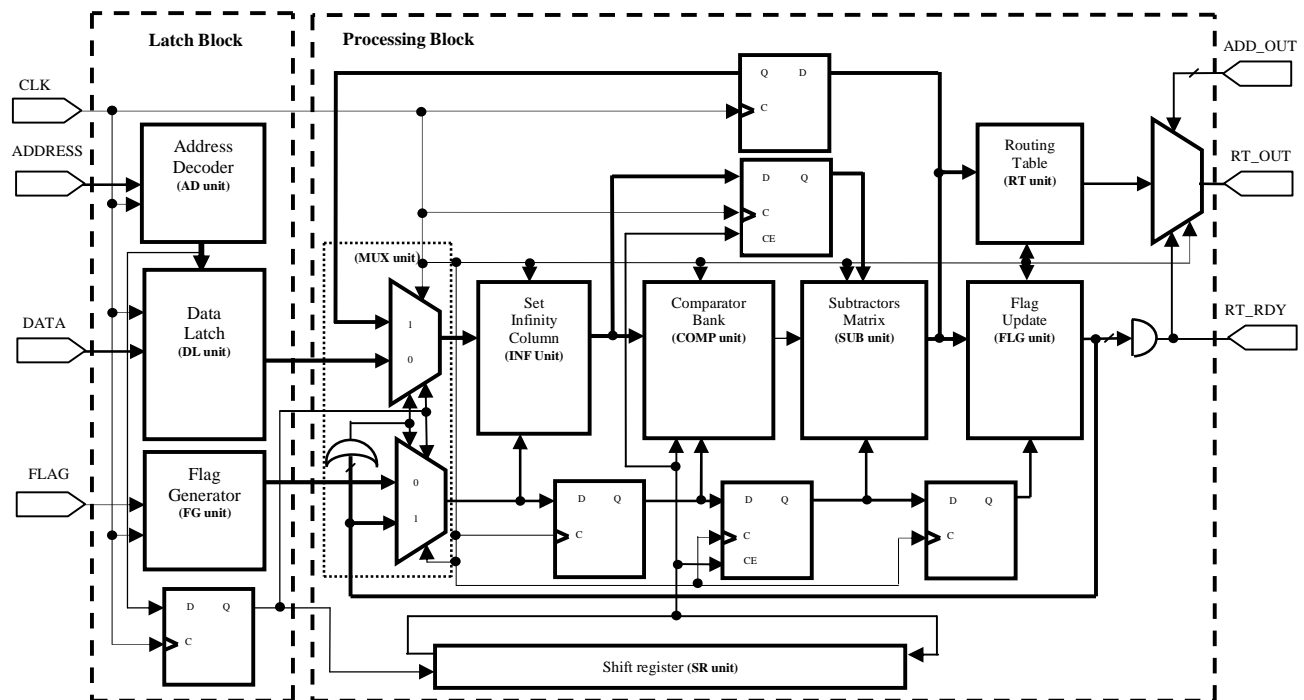 Latch Block
Processing Block
ADD_OUT
CLK
Q D
C
ADDRESS
Address
Decoder
(AD unit)
Routing
Table
(RT unit)
RT_OUT
D Q
C
CE
(MUX unit)
DATA
Data
Latch
(DL unit)
1
0
Set
Infinity
Column
(INF Unit)
Comparator
Bank
(COMP unit)
Subtractors
Matrix
(SUB unit)
Flag
Update
(FLG unit)
RT_RDY
FLAG
Flag
Generator
(FG unit)
0
1
D Q
C
D Q
C
CE
D Q
C
D Q
C
Shift register (SR unit)